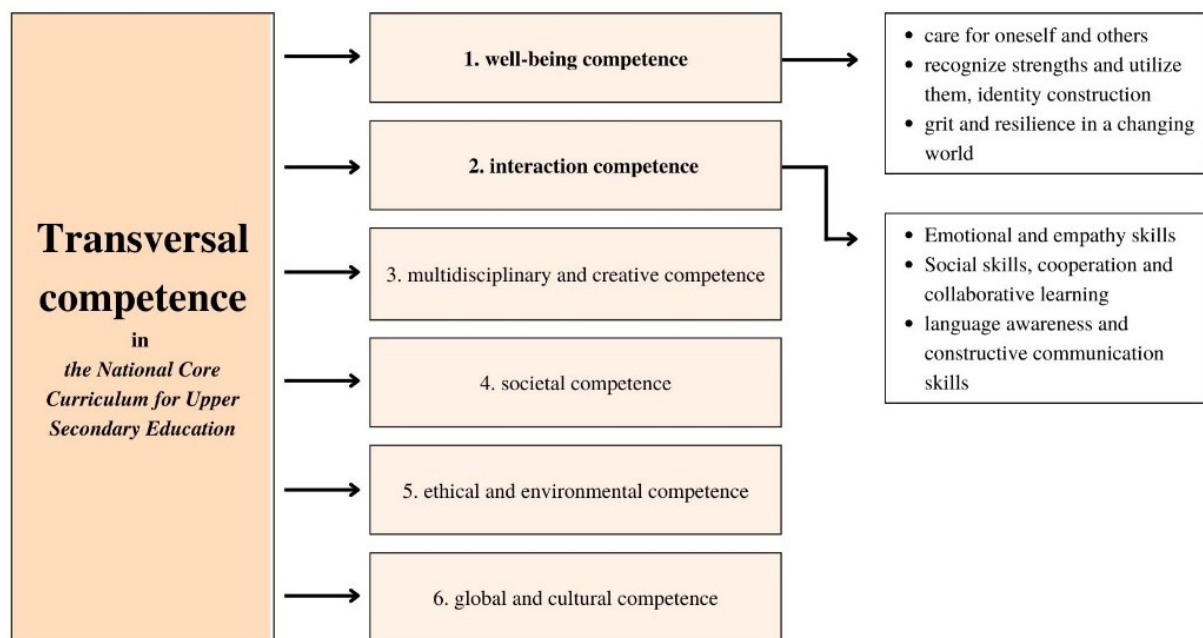 Transversal
competence
in
the National Core
Curriculum for Upper
Secondary Education
1. well-being competence
2. interaction competence
3. multidisciplinary and creative competence
4. societal competence
5. ethical and environmental competence
6. global and cultural competence
• care for oneself and others
• recognize strengths and utilize
them, identity construction
• grit and resilience in a changing
world
• Emotional and empathy skills
• Social skills, cooperation and
collaborative learning
• language awareness and
constructive communication
skills